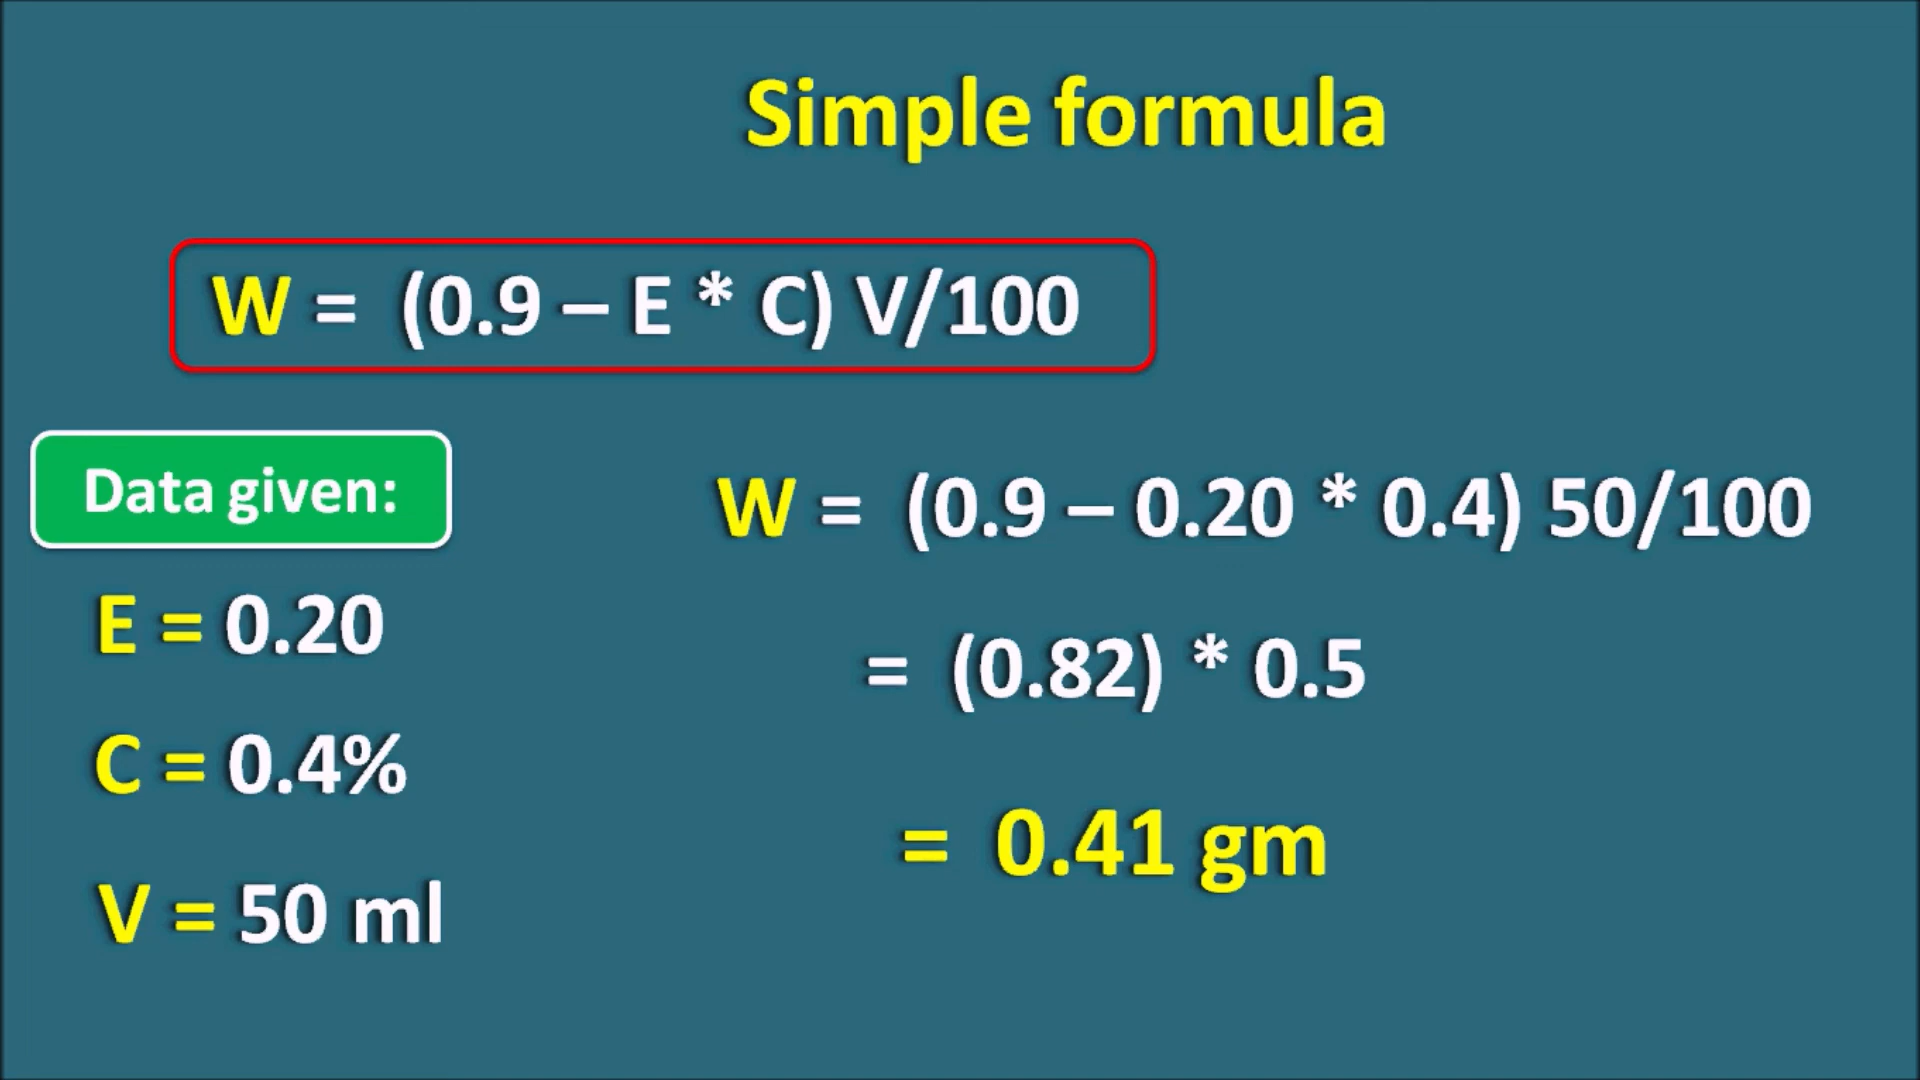 Simple formula
W = (0.9 – E * C) V/100
Data given:
E = 0.20
C = 0.4%
V = 50 ml
W = (0.9 – 0.20 * 0.4) 50/100
= (0.82) * 0.5
= 0.41 gm